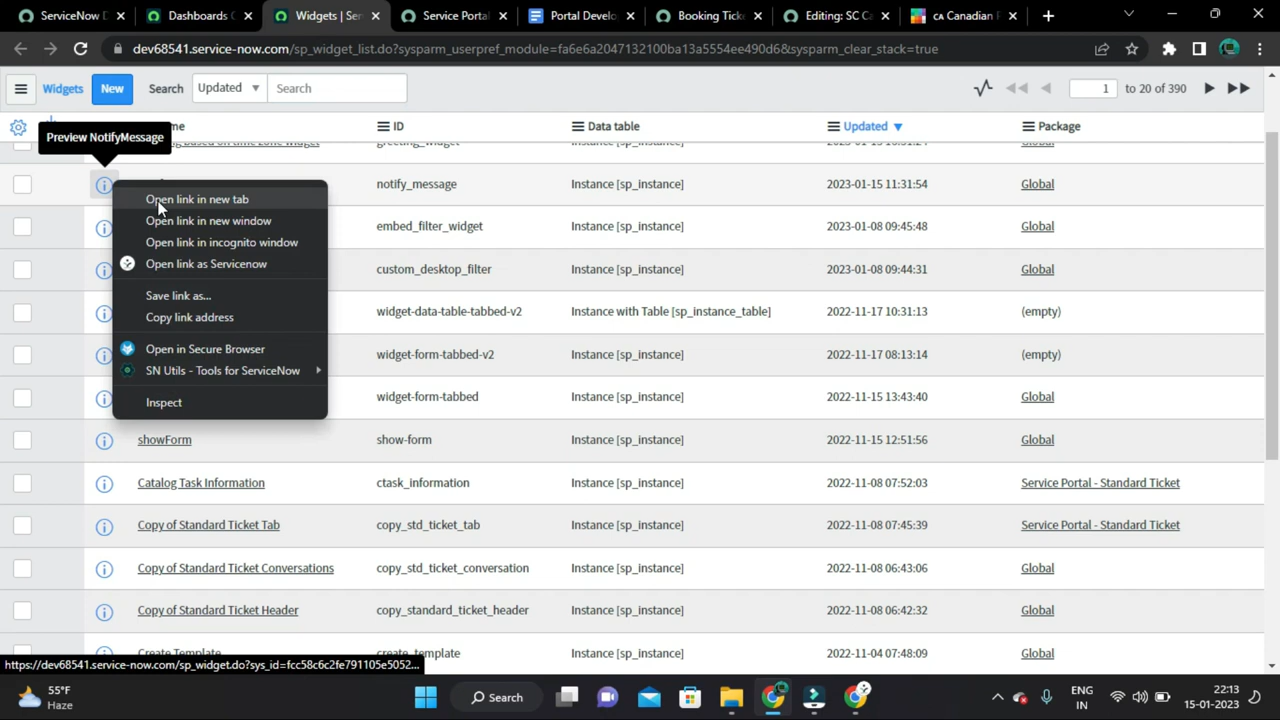 ServiceNow D
Dashboards
Widgets | Ser
Service Portal
Portal Develo
Booking Ticke
Editing: SC Ca
CA Canadian F
dev68541.service-now.com/sp_widget_list.do?sysparm_userpref_module=fa6e6a2047132100ba13a5554ee490d6&sysparm_clear_stack=true
Widgets New Search Updated Search 1 to 20 of 390
me ID Data table Updated Package
Preview NotifyMessage
greeting_widget Instance [sp_instance] Global
notify_message Instance [sp_instance] 2023-01-15 11:31:54 Global
embed_filter_widget Instance [sp_instance] 2023-01-08 09:45:48 Global
custom_desktop_filter Instance [sp_instance] 2023-01-08 09:44:31 Global
widget-data-table-tabbed-v2 Instance with Table [sp_instance_table] 2022-11-17 10:31:13 (empty)
widget-form-tabbed-v2 Instance [sp_instance] 2022-11-17 08:13:14 (empty)
widget-form-tabbed Instance [sp_instance] 2022-11-15 13:43:40 Global
Open link in new tab
Open link in new window
Open link in incognito window
Open link as Servicenow
Save link as...
Copy link address
Open in Secure Browser
SN Utils - Tools for ServiceNow
Inspect
showForm show-form Instance [sp_instance] 2022-11-15 12:51:56 Global
Catalog Task Information ctask_information Instance [sp_instance] 2022-11-08 07:52:03 Service Portal - Standard Ticket
Copy of Standard Ticket Tab copy_std_ticket_tab Instance [sp_instance] 2022-11-08 07:45:39 Service Portal - Standard Ticket
Copy of Standard Ticket Conversations copy_std_ticket_conversation Instance [sp_instance] 2022-11-08 06:43:06 Global
Copy of Standard Ticket Header copy_standard_ticket_header Instance [sp_instance] 2022-11-08 06:42:32 Global
Create Template create_template Instance [sp_instance] 2022-11-04 07:48:09 Global
https://dev68541.service-now.com/sp_widget.do?sys_id=fcc58c6c2fe791105e5052...
55°F
Haze
Search
ENG
IN
22:13
15-01-2023